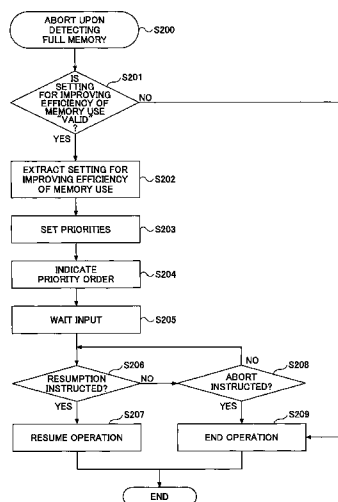 ABORT UPON
DETECTING
FULL MEMORY
S200
IS
SETTING
FOR IMPROVING
EFFICIENCY OF
MEMORY USE
"VALID"
?
S201
NO
YES
EXTRACT SETTING FOR
IMPROVING EFFICIENCY
OF MEMORY USE
S202
SET PRIORITIES
S203
INDICATE
PRIORITY ORDER
S204
WAIT INPUT
S205
RESUMPTION
INSTRUCTED?
S206
NO
YES
ABORT
INSTRUCTED?
S208
NO
YES
RESUME OPERATION
S207
END OPERATION
S209
END